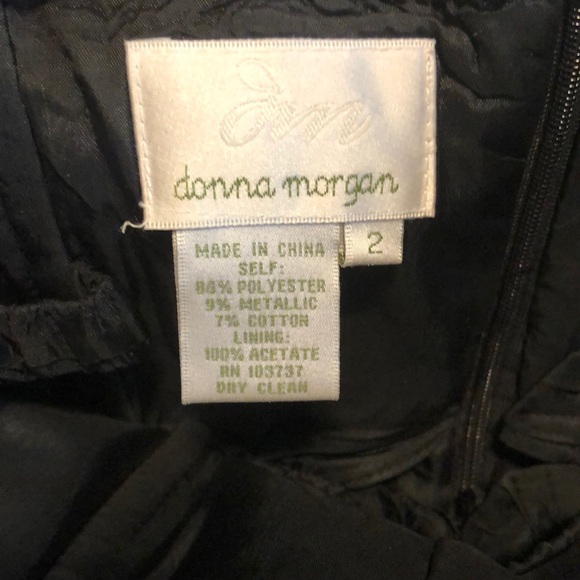 dm
donna morgan
2
MADE IN CHINA
SELF:
84% POLYESTER
9% METALLIC
7% COTTON
LINING:
100% ACETATE
RN 103737
DRY CLEAN